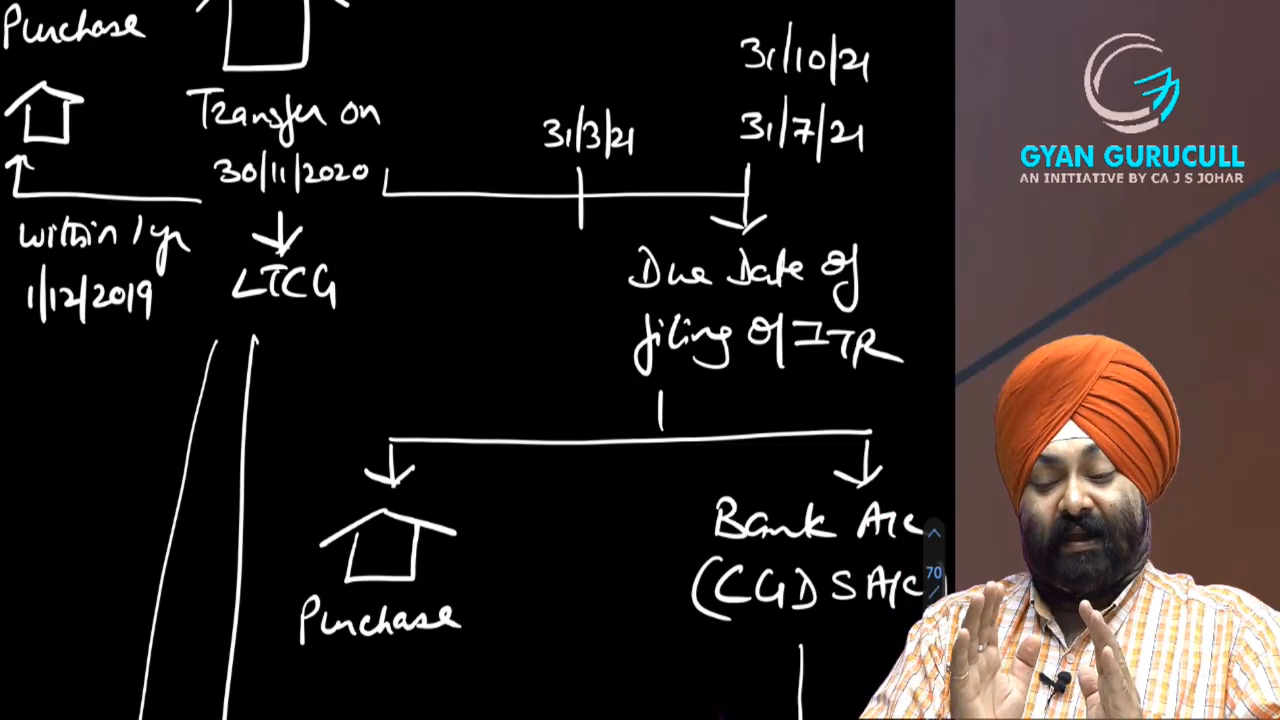 Purchase
Transfer on
30/11/2020
within 1 yr
1/12/2019
LTCG
31/3/21
31/10/21
31/7/21
Due Date of
filing of ITR
Purchase
Bank A/c
(CGDS A/c)
70
GYAN GURUCULL
AN INITIATIVE BY CA J S JOHAR